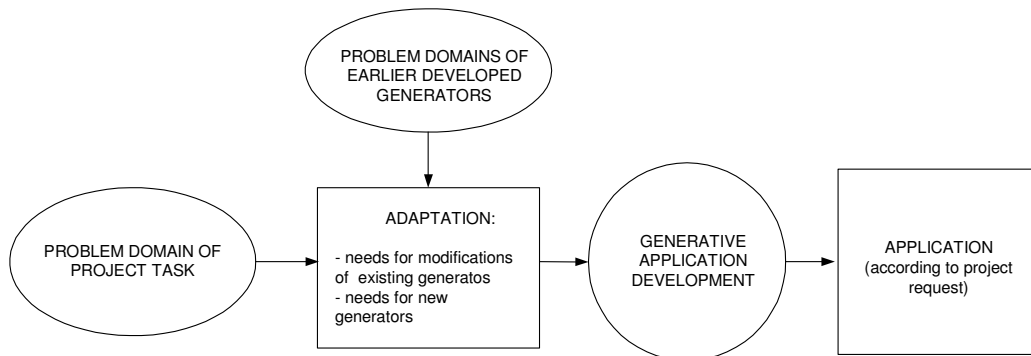 PROBLEM DOMAINS OF
EARLIER DEVELOPED
GENERATORS
PROBLEM DOMAIN OF
PROJECT TASK
ADAPTATION:
- needs for modifications
of existing generatos
- needs for new
generators
GENERATIVE
APPLICATION
DEVELOPMENT
APPLICATION
(according to project
request)